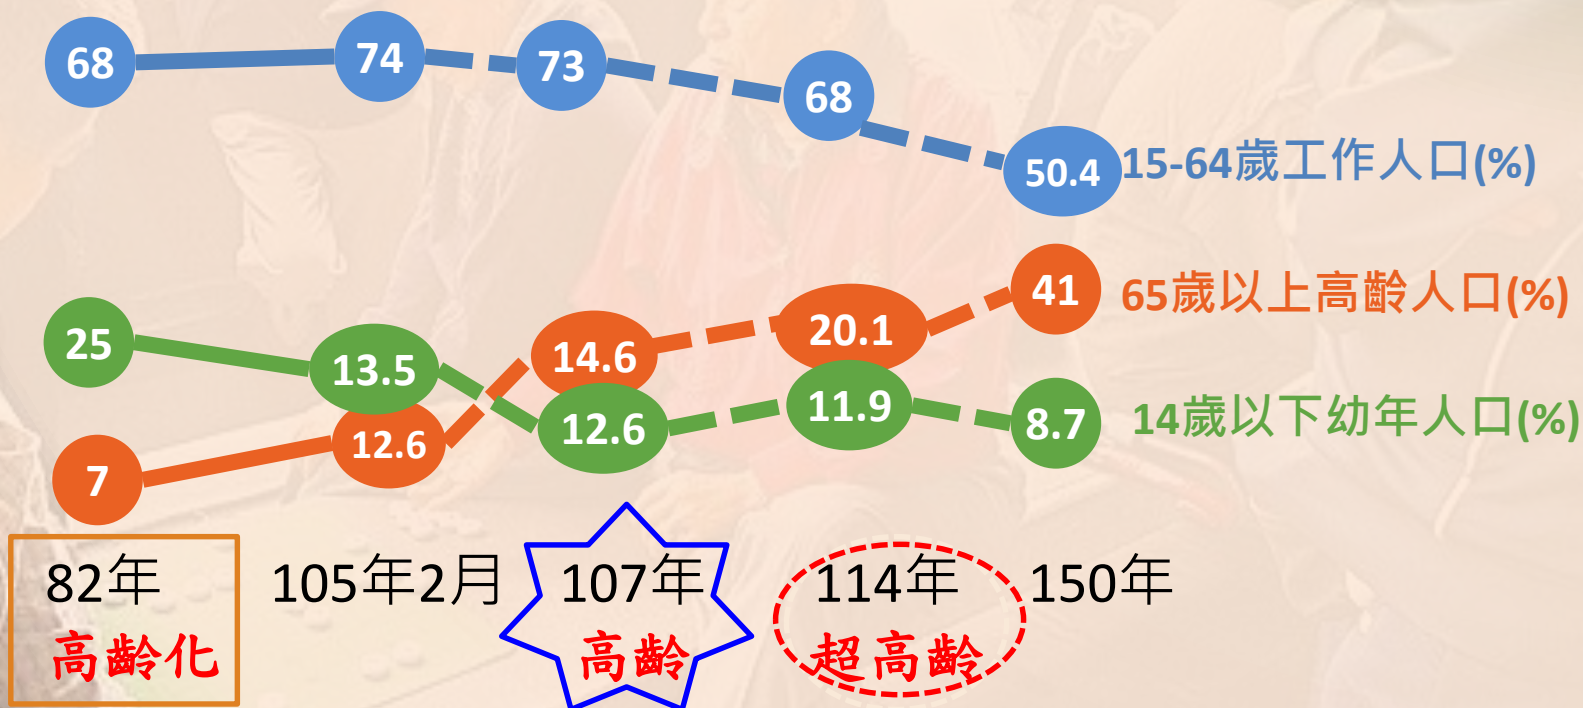 68
74
73
68
50.4
15-64歲工作人口(%)
7
12.6
14.6
20.1
41
65歲以上高齡人口(%)
25
13.5
12.6
11.9
8.7
14歲以下幼年人口(%)
82年
高齡化
105年2月
107年
高齡
114年
超高齡
150年